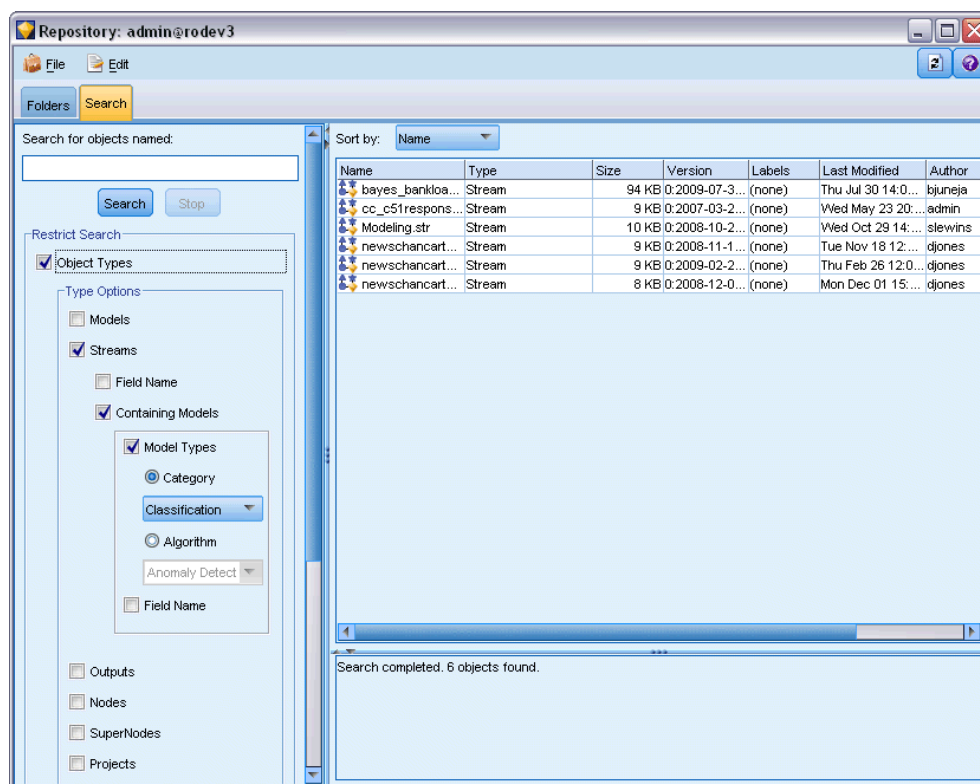 Repository: admin@rodev3
File Edit
Folders Search
Search for objects named:
Search Stop
Restrict Search
Object Types
Type Options
Models
Streams
Field Name
Containing Models
Model Types
Category
Classification
Algorithm
Anomaly Detect
Field Name
Outputs
Nodes
SuperNodes
Projects
Sort by: Name
Name Type Size Version Labels Last Modified Author
bayes_bankloa... Stream 94 KB 0:2009-07-3... (none) Thu Jul 30 14:0... bjuneja
cc_c51respons... Stream 9 KB 0:2007-03-2... (none) Wed May 23 20:... admin
Modeling.str Stream 10 KB 0:2008-10-2... (none) Wed Oct 29 14:... slewins
newschancart... Stream 9 KB 0:2008-11-1... (none) Tue Nov 18 12:... djones
newschancart... Stream 9 KB 0:2009-02-2... (none) Thu Feb 26 12:0... djones
newschancart... Stream 8 KB 0:2008-12-0... (none) Mon Dec 01 15:... djones
Search completed. 6 objects found.